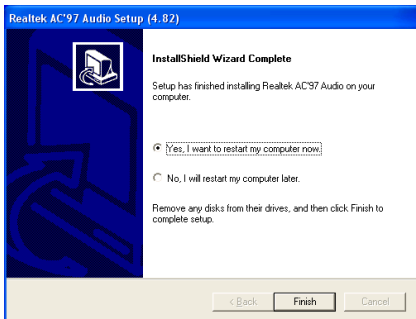 Realtek AC'97 Audio Setup (4.82)
InstallShield Wizard Complete
Setup has finished installing Realtek AC'97 Audio on your
computer.
Yes, I want to restart my computer now.
No, I will restart my computer later.
Remove any disks from their drives, and then click Finish to
complete setup.
< Back Finish Cancel